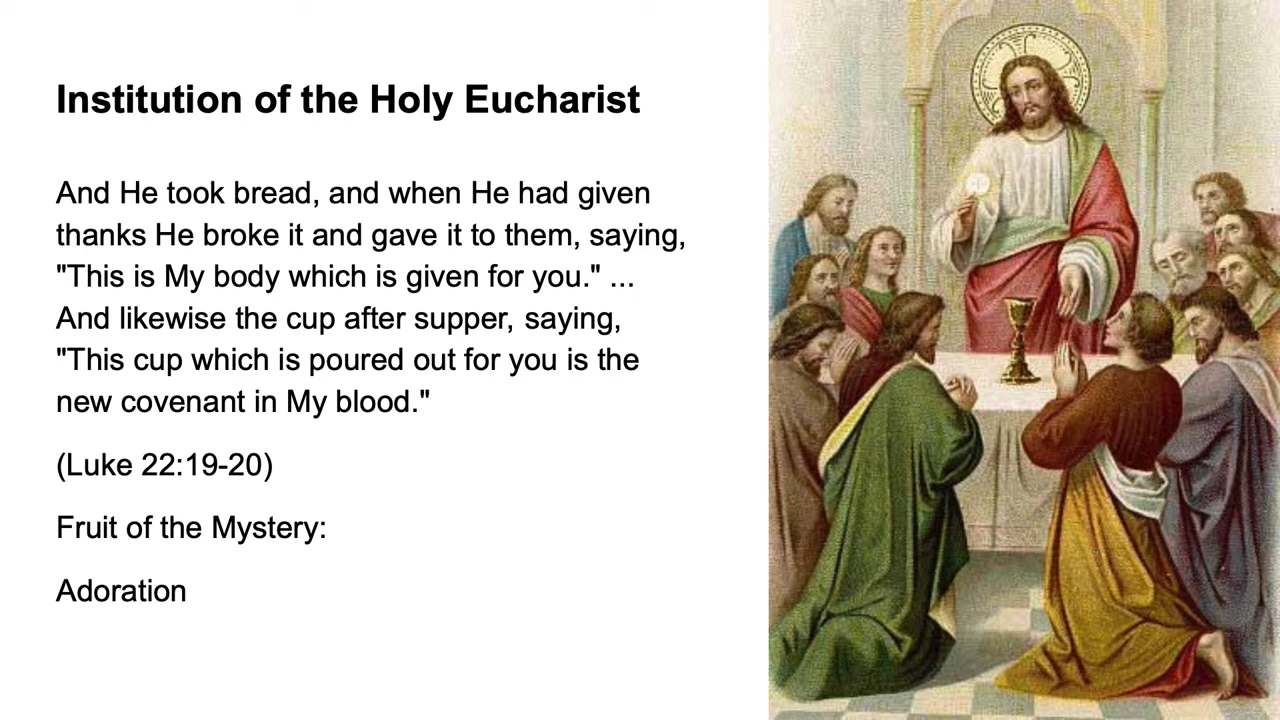 Institution of the Holy Eucharist
And He took bread, and when He had given
thanks He broke it and gave it to them, saying,
"This is My body which is given for you." ...
And likewise the cup after supper, saying,
"This cup which is poured out for you is the
new covenant in My blood."
(Luke 22:19-20)
Fruit of the Mystery:
Adoration